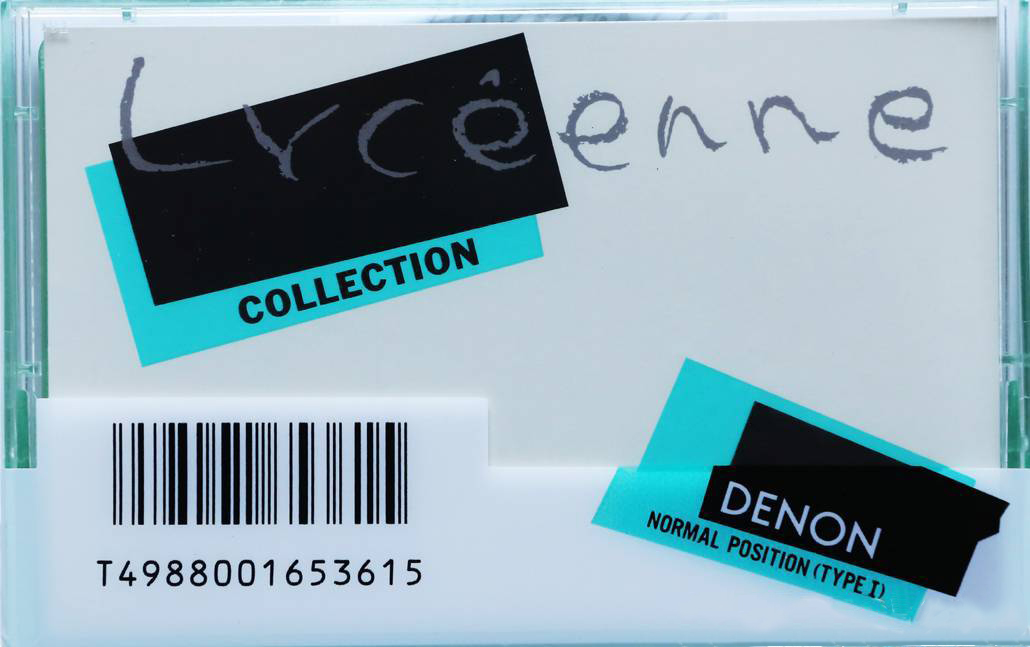 Lycéenne
COLLECTION
DENON
NORMAL POSITION (TYPE I)
T4988001653615